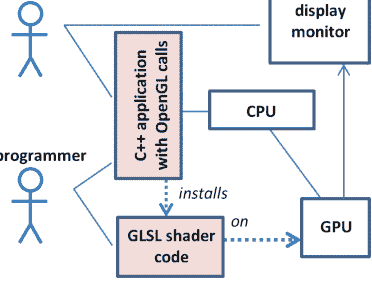 display
monitor
C++ application
with OpenGL calls
CPU
programmer
installs
on
GLSL shader
code
GPU